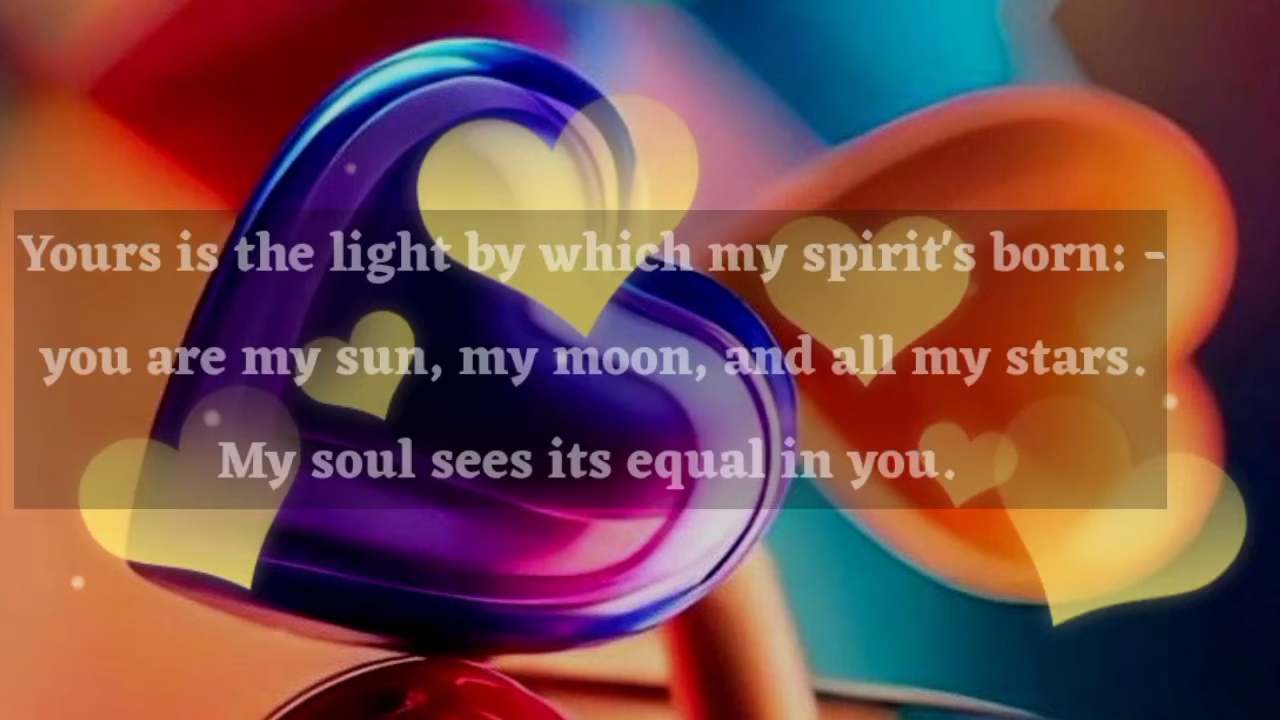 Yours is the light by which my spirit's born: -
you are my sun, my moon, and all my stars.
My soul sees its equal in you.